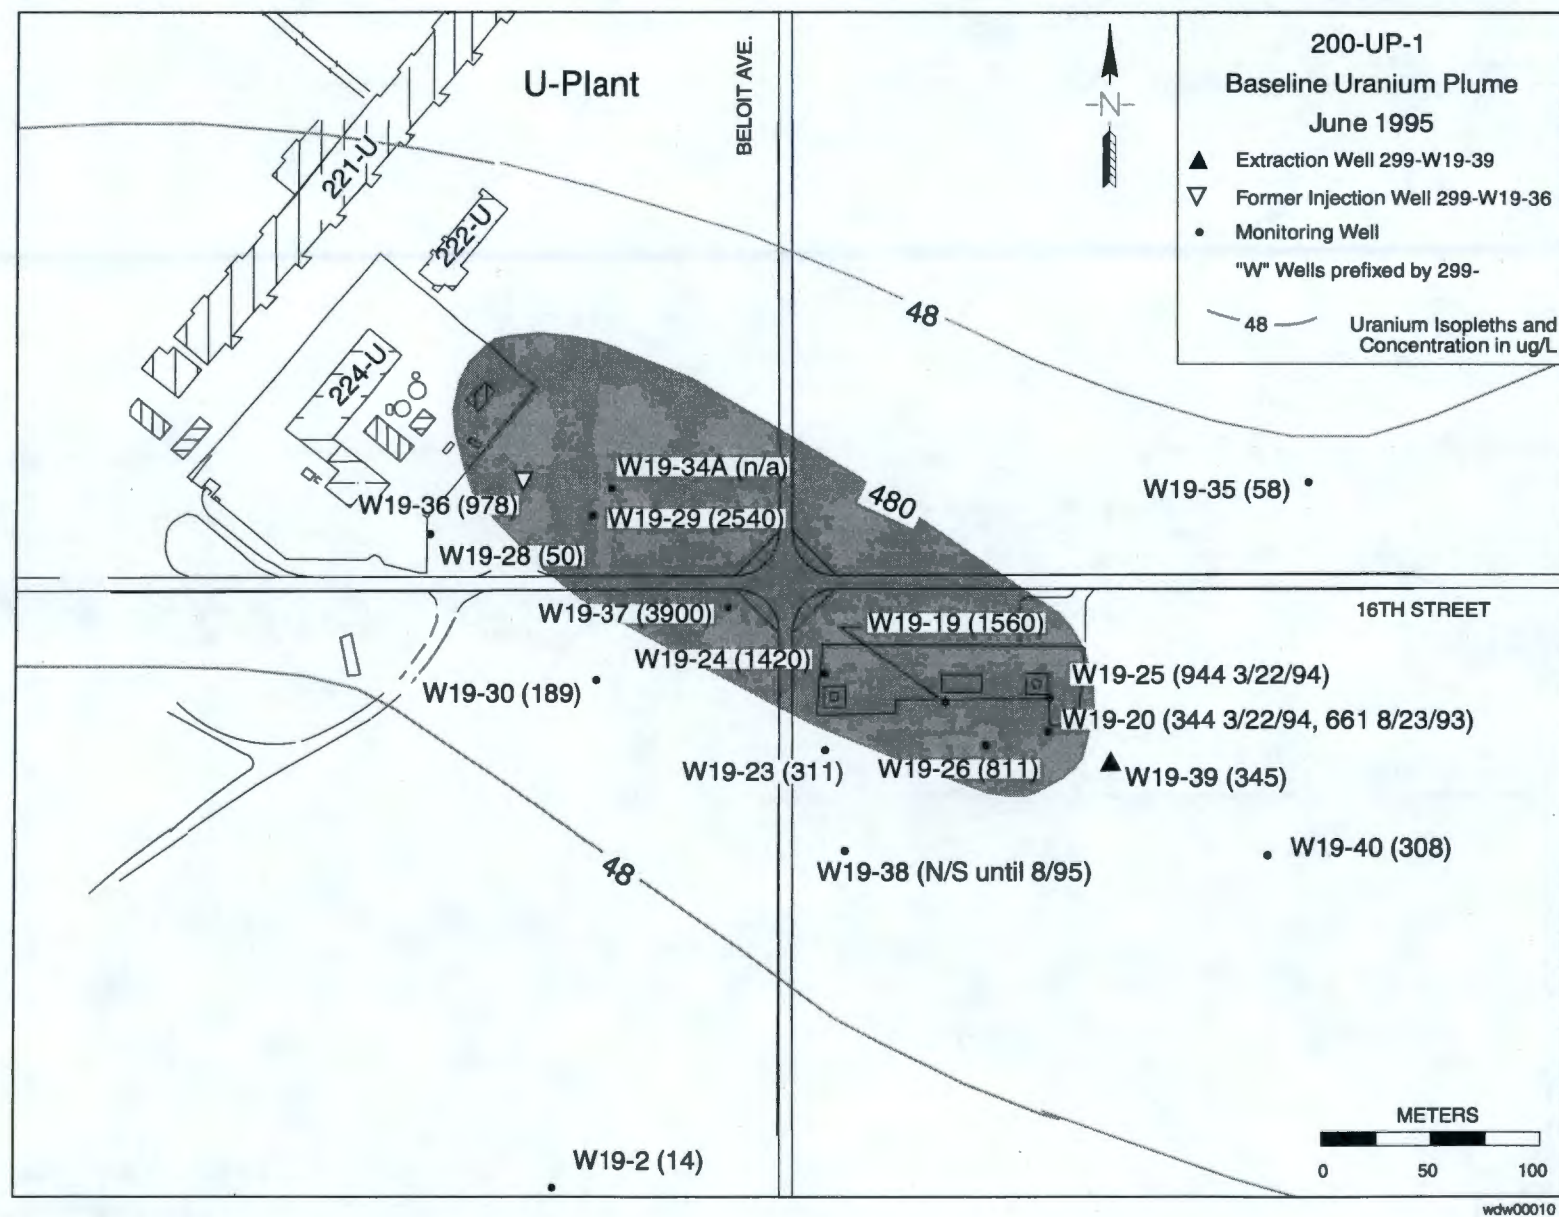 U-Plant
BELOIT AVE.
N
200-UP-1
Baseline Uranium Plume
June 1995
Extraction Well 299-W19-39
Former Injection Well 299-W19-36
Monitoring Well
"W" Wells prefixed by 299-
48
Uranium Isopleths and
Concentration in ug/L
221-U
222-U
224-U
48
480
W19-34A (n/a)
W19-35 (58)
W19-36 (978)
W19-29 (2540)
W19-28 (50)
W19-37 (3900)
W19-19 (1560)
16TH STREET
W19-24 (1420)
W19-25 (944 3/22/94)
W19-30 (189)
W19-20 (344 3/22/94, 661 8/23/93)
W19-23 (311)
W19-26 (811)
W19-39 (345)
W19-40 (308)
W19-38 (N/S until 8/95)
48
METERS
0 50 100
W19-2 (14)
wdw00010